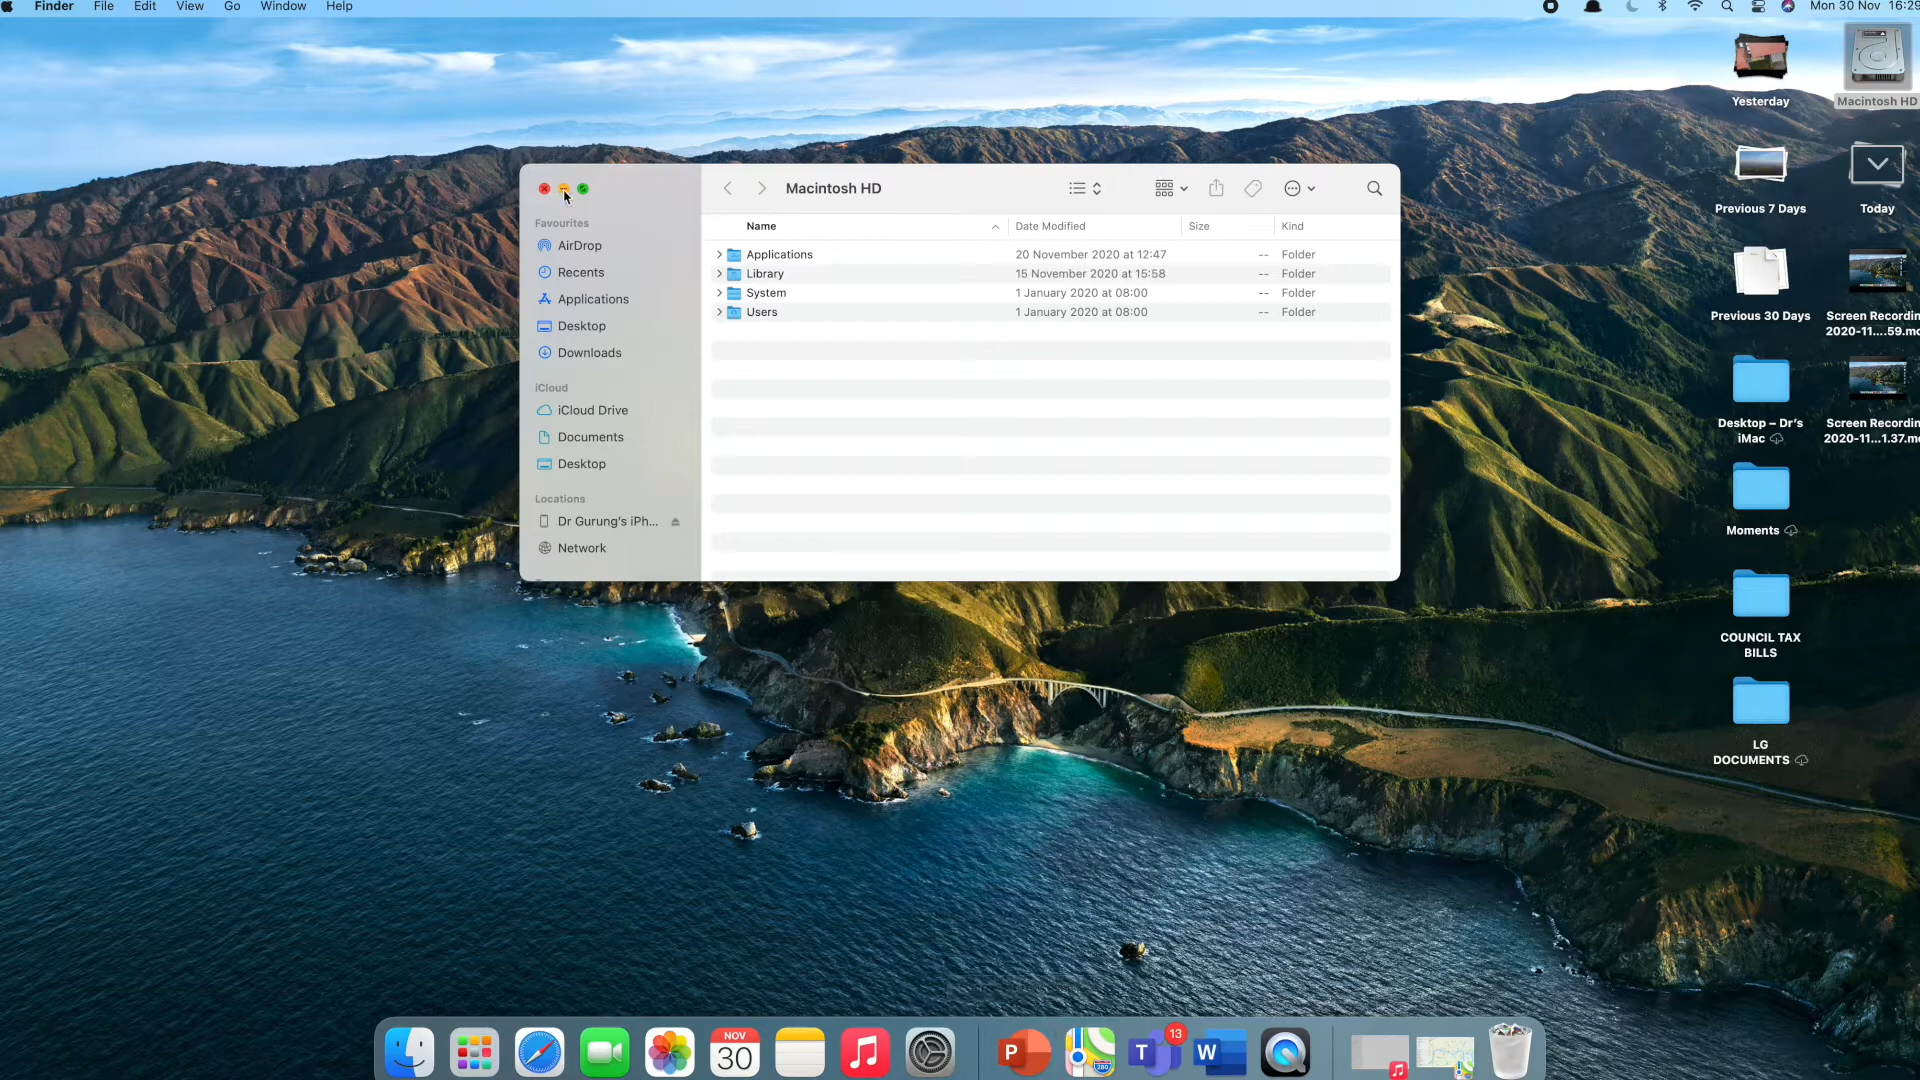 Finder File Edit View Go Window Help
Mon 30 Nov 16:29
Yesterday
Macintosh HD
Previous 7 Days
Today
Previous 30 Days
Screen Recordin
2020-11....59.mo
Desktop – Dr's
iMac
Screen Recordin
2020-11...1.37.mo
Moments
COUNCIL TAX
BILLS
LG
DOCUMENTS
Macintosh HD
Favourites
AirDrop
Recents
Applications
Desktop
Downloads
iCloud
iCloud Drive
Documents
Desktop
Locations
Dr Gurung's iPh...
Network
Name Date Modified Size Kind
Applications 20 November 2020 at 12:47 -- Folder
Library 15 November 2020 at 15:58 -- Folder
System 1 January 2020 at 08:00 -- Folder
Users 1 January 2020 at 08:00 -- Folder
NOV
30
P
280
T
13
W